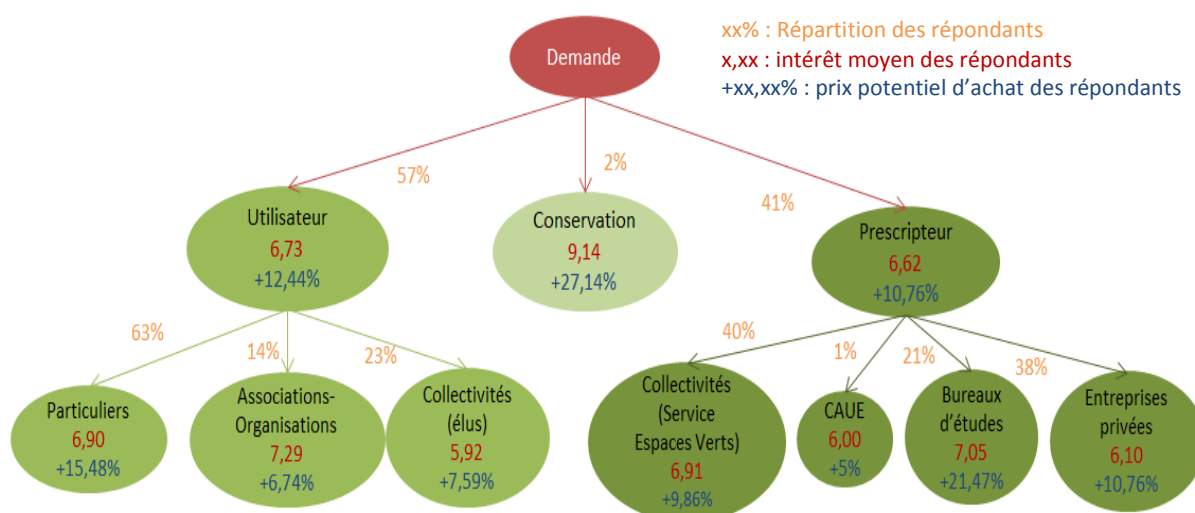 xx% : Répartition des répondants
x,xx : intérêt moyen des répondants
+xx,xx% : prix potentiel d'achat des répondants
Demande
57%
2%
41%
Utilisateur
6,73
+12,44%
Conservation
9,14
+27,14%
Prescripteur
6,62
+10,76%
63%
14%
23%
40%
1%
21%
38%
Particuliers
6,90
+15,48%
Associations-
Organisations
7,29
+6,74%
Collectivités
(élus)
5,92
+7,59%
Collectivités
(Service
Espaces Verts)
6,91
+9,86%
CAUE
6,00
+5%
Bureaux
d'études
7,05
+21,47%
Entreprises
privées
6,10
+10,76%